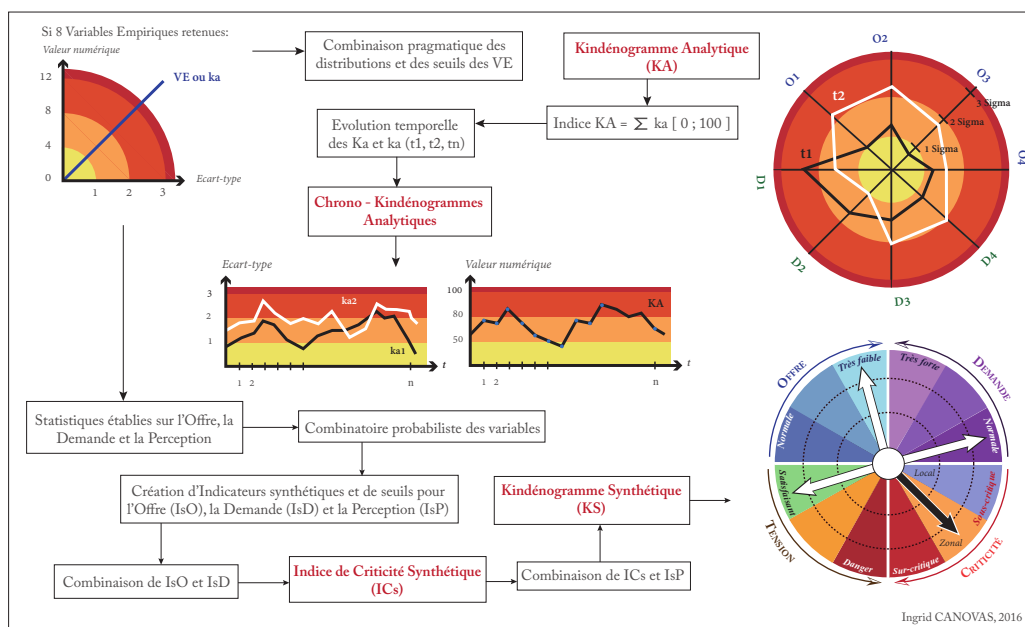 Si 8 Variables Empiriques retenues:
Valeur numérique
12
8
4
0
1
2
3
Ecart-type
VE ou ka
Combinaison pragmatique des
distributions et des seuils des VE
Kindénogramme Analytique
(KA)
Indice KA = ∑ ka [ 0 ; 100 ]
Evolution temporelle
des Ka et ka (t1, t2, tn)
Chrono - Kindénogrammes
Analytiques
O2
O1
O3
O4
D1
D2
D3
D4
t2
t1
3 Sigma
2 Sigma
1 Sigma
Ecart-type
3
2
1
ka2
ka1
1 2
n
t
Valeur numérique
100
80
50
KA
1 2
n
t
Statistiques établies sur l'Offre, la
Demande et la Perception
Combinatoire probabiliste des variables
Création d'Indicateurs synthétiques et de seuils pour
l'Offre (IsO), la Demande (IsD) et la Perception (IsP)
Combinaison de IsO et IsD
Indice de Criticité Synthétique
(ICs)
Combinaison de ICs et IsP
Kindénogramme Synthétique
(KS)
Offre
Demande
Très faible
Très forte
Normale
Normale
Satisfaisant
Local
Sous-critique
Zonal
Danger
Sur-critique
Tension
Criticité
Ingrid CANOVAS, 2016